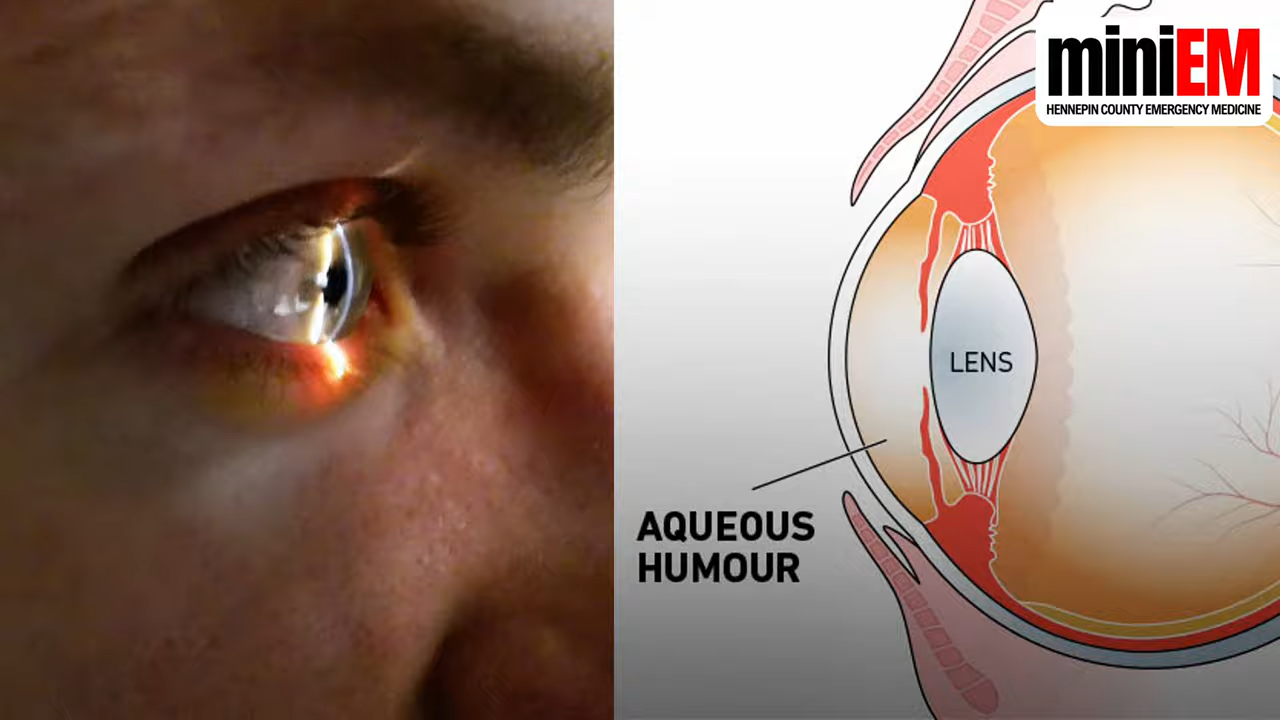 miniEM
HENNEPIN COUNTY EMERGENCY MEDICINE
LENS
AQUEOUS
HUMOUR